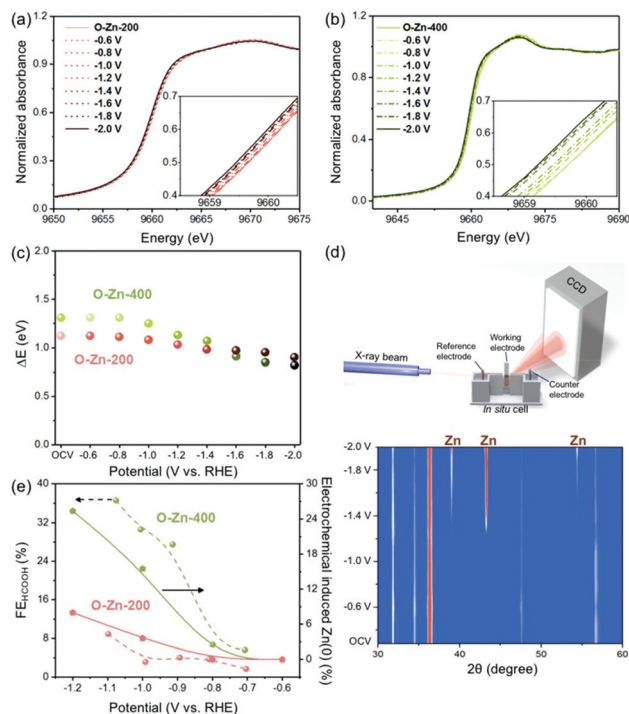 (a)
O-Zn-200
-0.6 V
-0.8 V
-1.0 V
-1.2 V
-1.4 V
-1.6 V
-1.8 V
-2.0 V
Normalized absorbance
1.2
0.9
0.6
0.3
0.0
0.7
0.6
0.5
0.4
9659 9660
9650 9655 9660 9665 9670 9675
Energy (eV)
(b)
O-Zn-400
-0.6 V
-0.8 V
-1.0 V
-1.2 V
-1.4 V
-1.6 V
-1.8 V
-2.0 V
Normalized absorbance
1.2
0.9
0.6
0.3
0.0
0.7
0.6
0.5
0.4
9659 9660
9645 9660 9675 9690
Energy (eV)
(c)
O-Zn-400
O-Zn-200
ΔE (eV)
2.0
1.5
1.0
0.5
0.0
OCV -0.6 -0.8 -1.0 -1.2 -1.4 -1.6 -1.8 -2.0
Potential (V vs. RHE)
(d)
CCD
Working electrode
Reference electrode
X-ray beam
Counter electrode
In situ cell
Zn Zn Zn
-2.0 V
-1.8 V
-1.4 V
-1.0 V
-0.6 V
OCV
30 40 50 60
2θ (degree)
(e)
O-Zn-400
O-Zn-200
FE HCOOH (%)
40
32
24
16
8
0
Electrochemical induced Zn(0) (%)
30
24
18
12
6
0
-1.2 -1.1 -1.0 -0.9 -0.8 -0.7 -0.6
Potential (V vs. RHE)